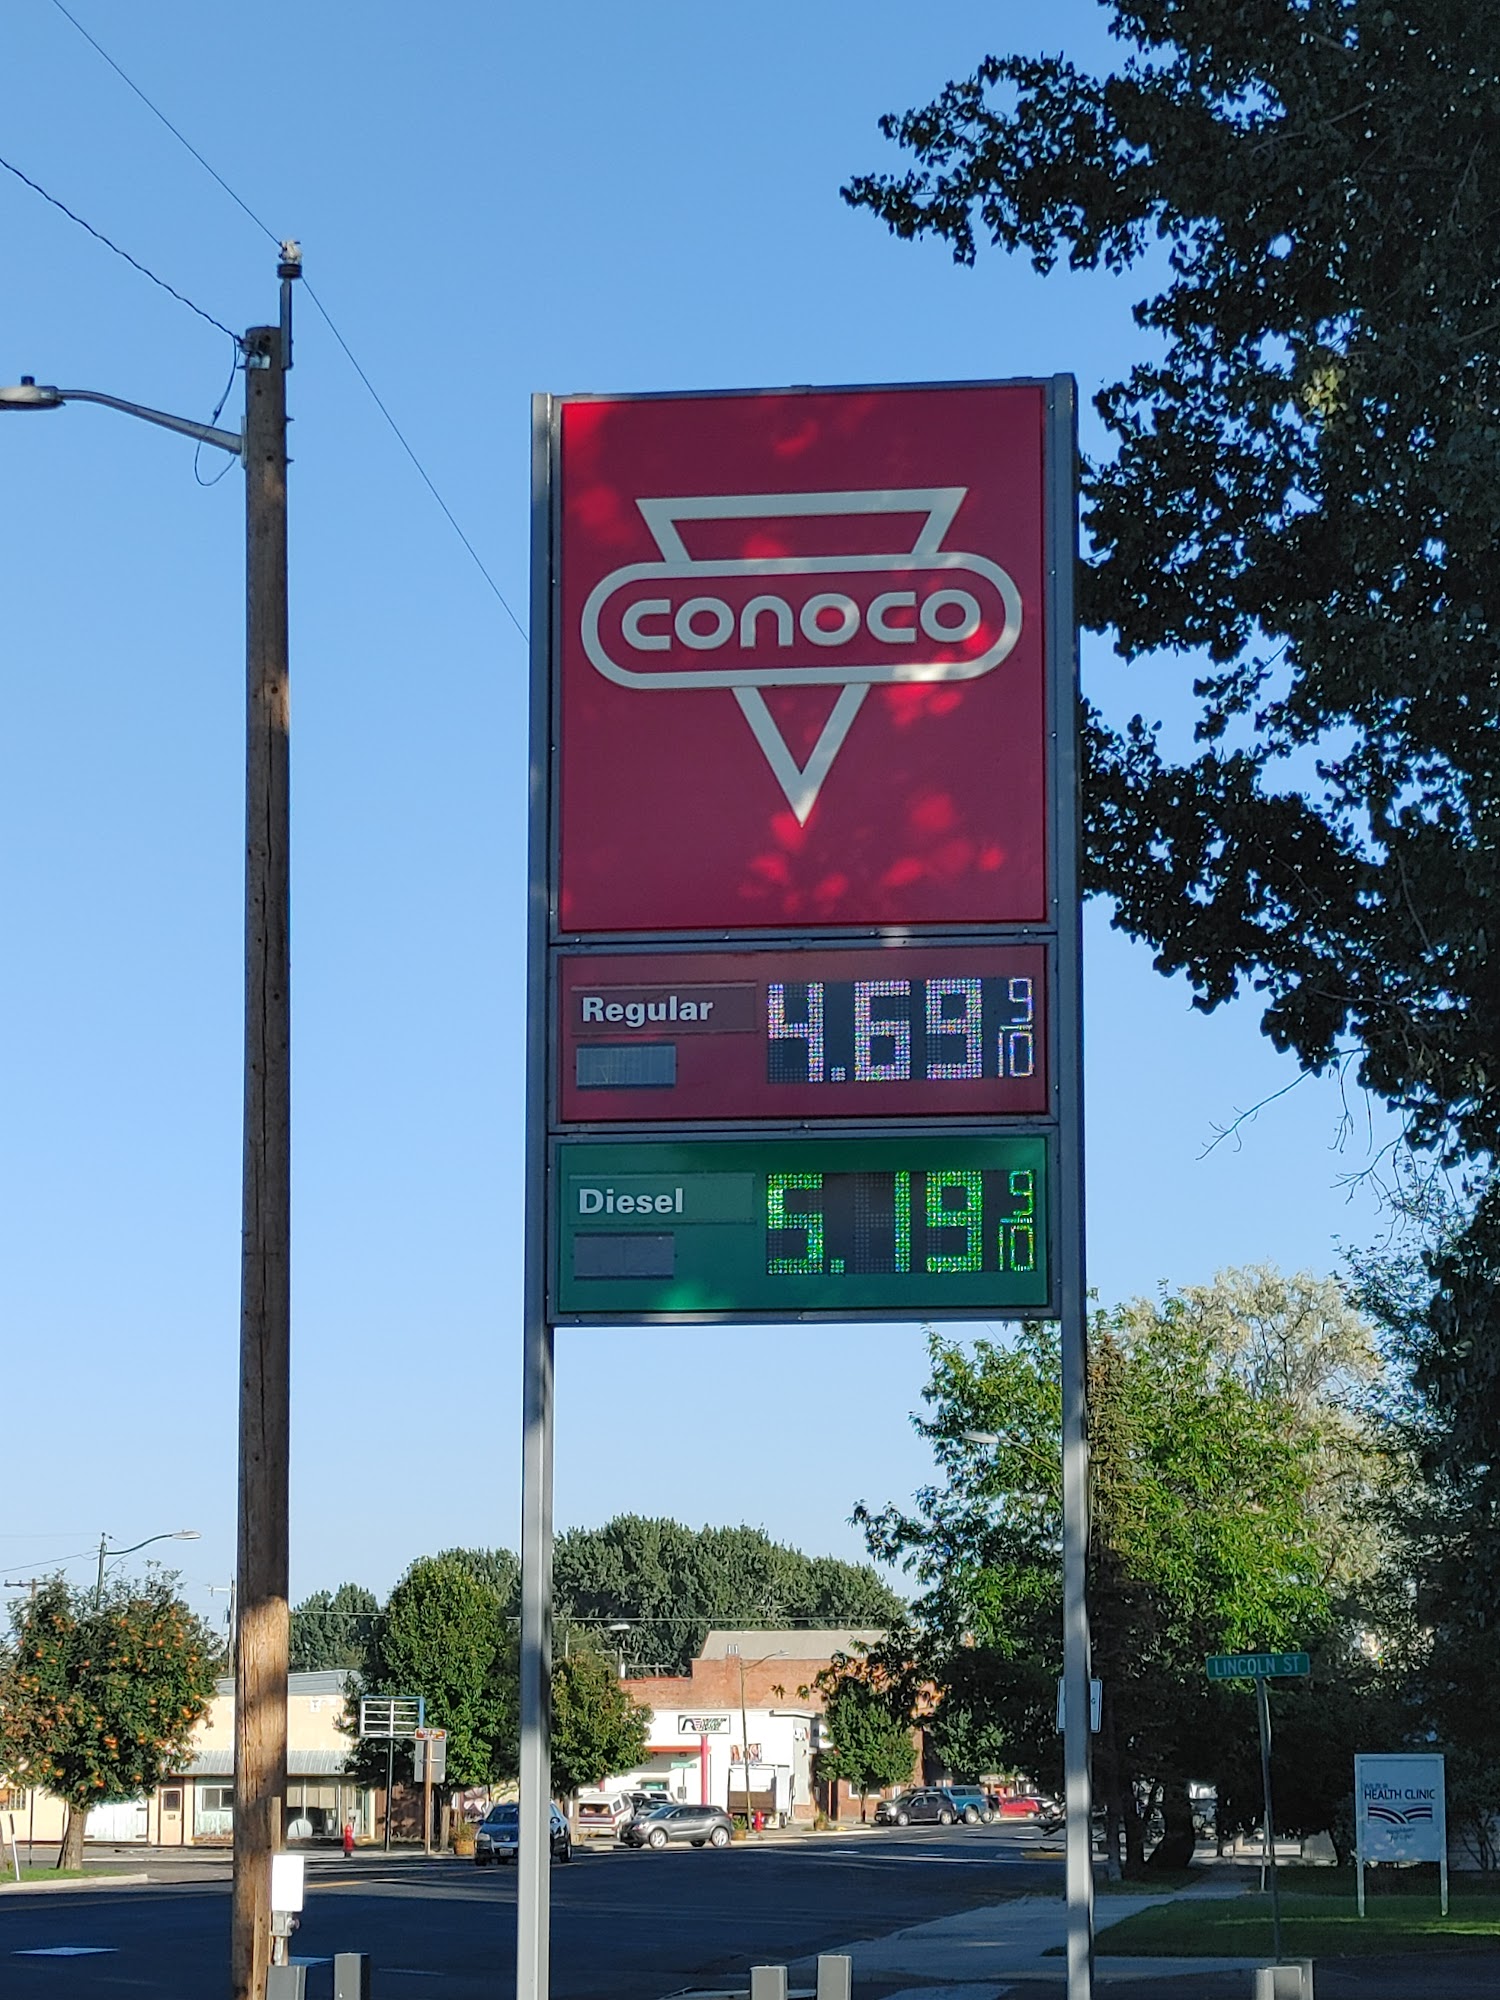 CONOCO
Regular
4.69 9/10
Diesel
5.19 9/10
LINCOLN ST
HEALTH CLINIC